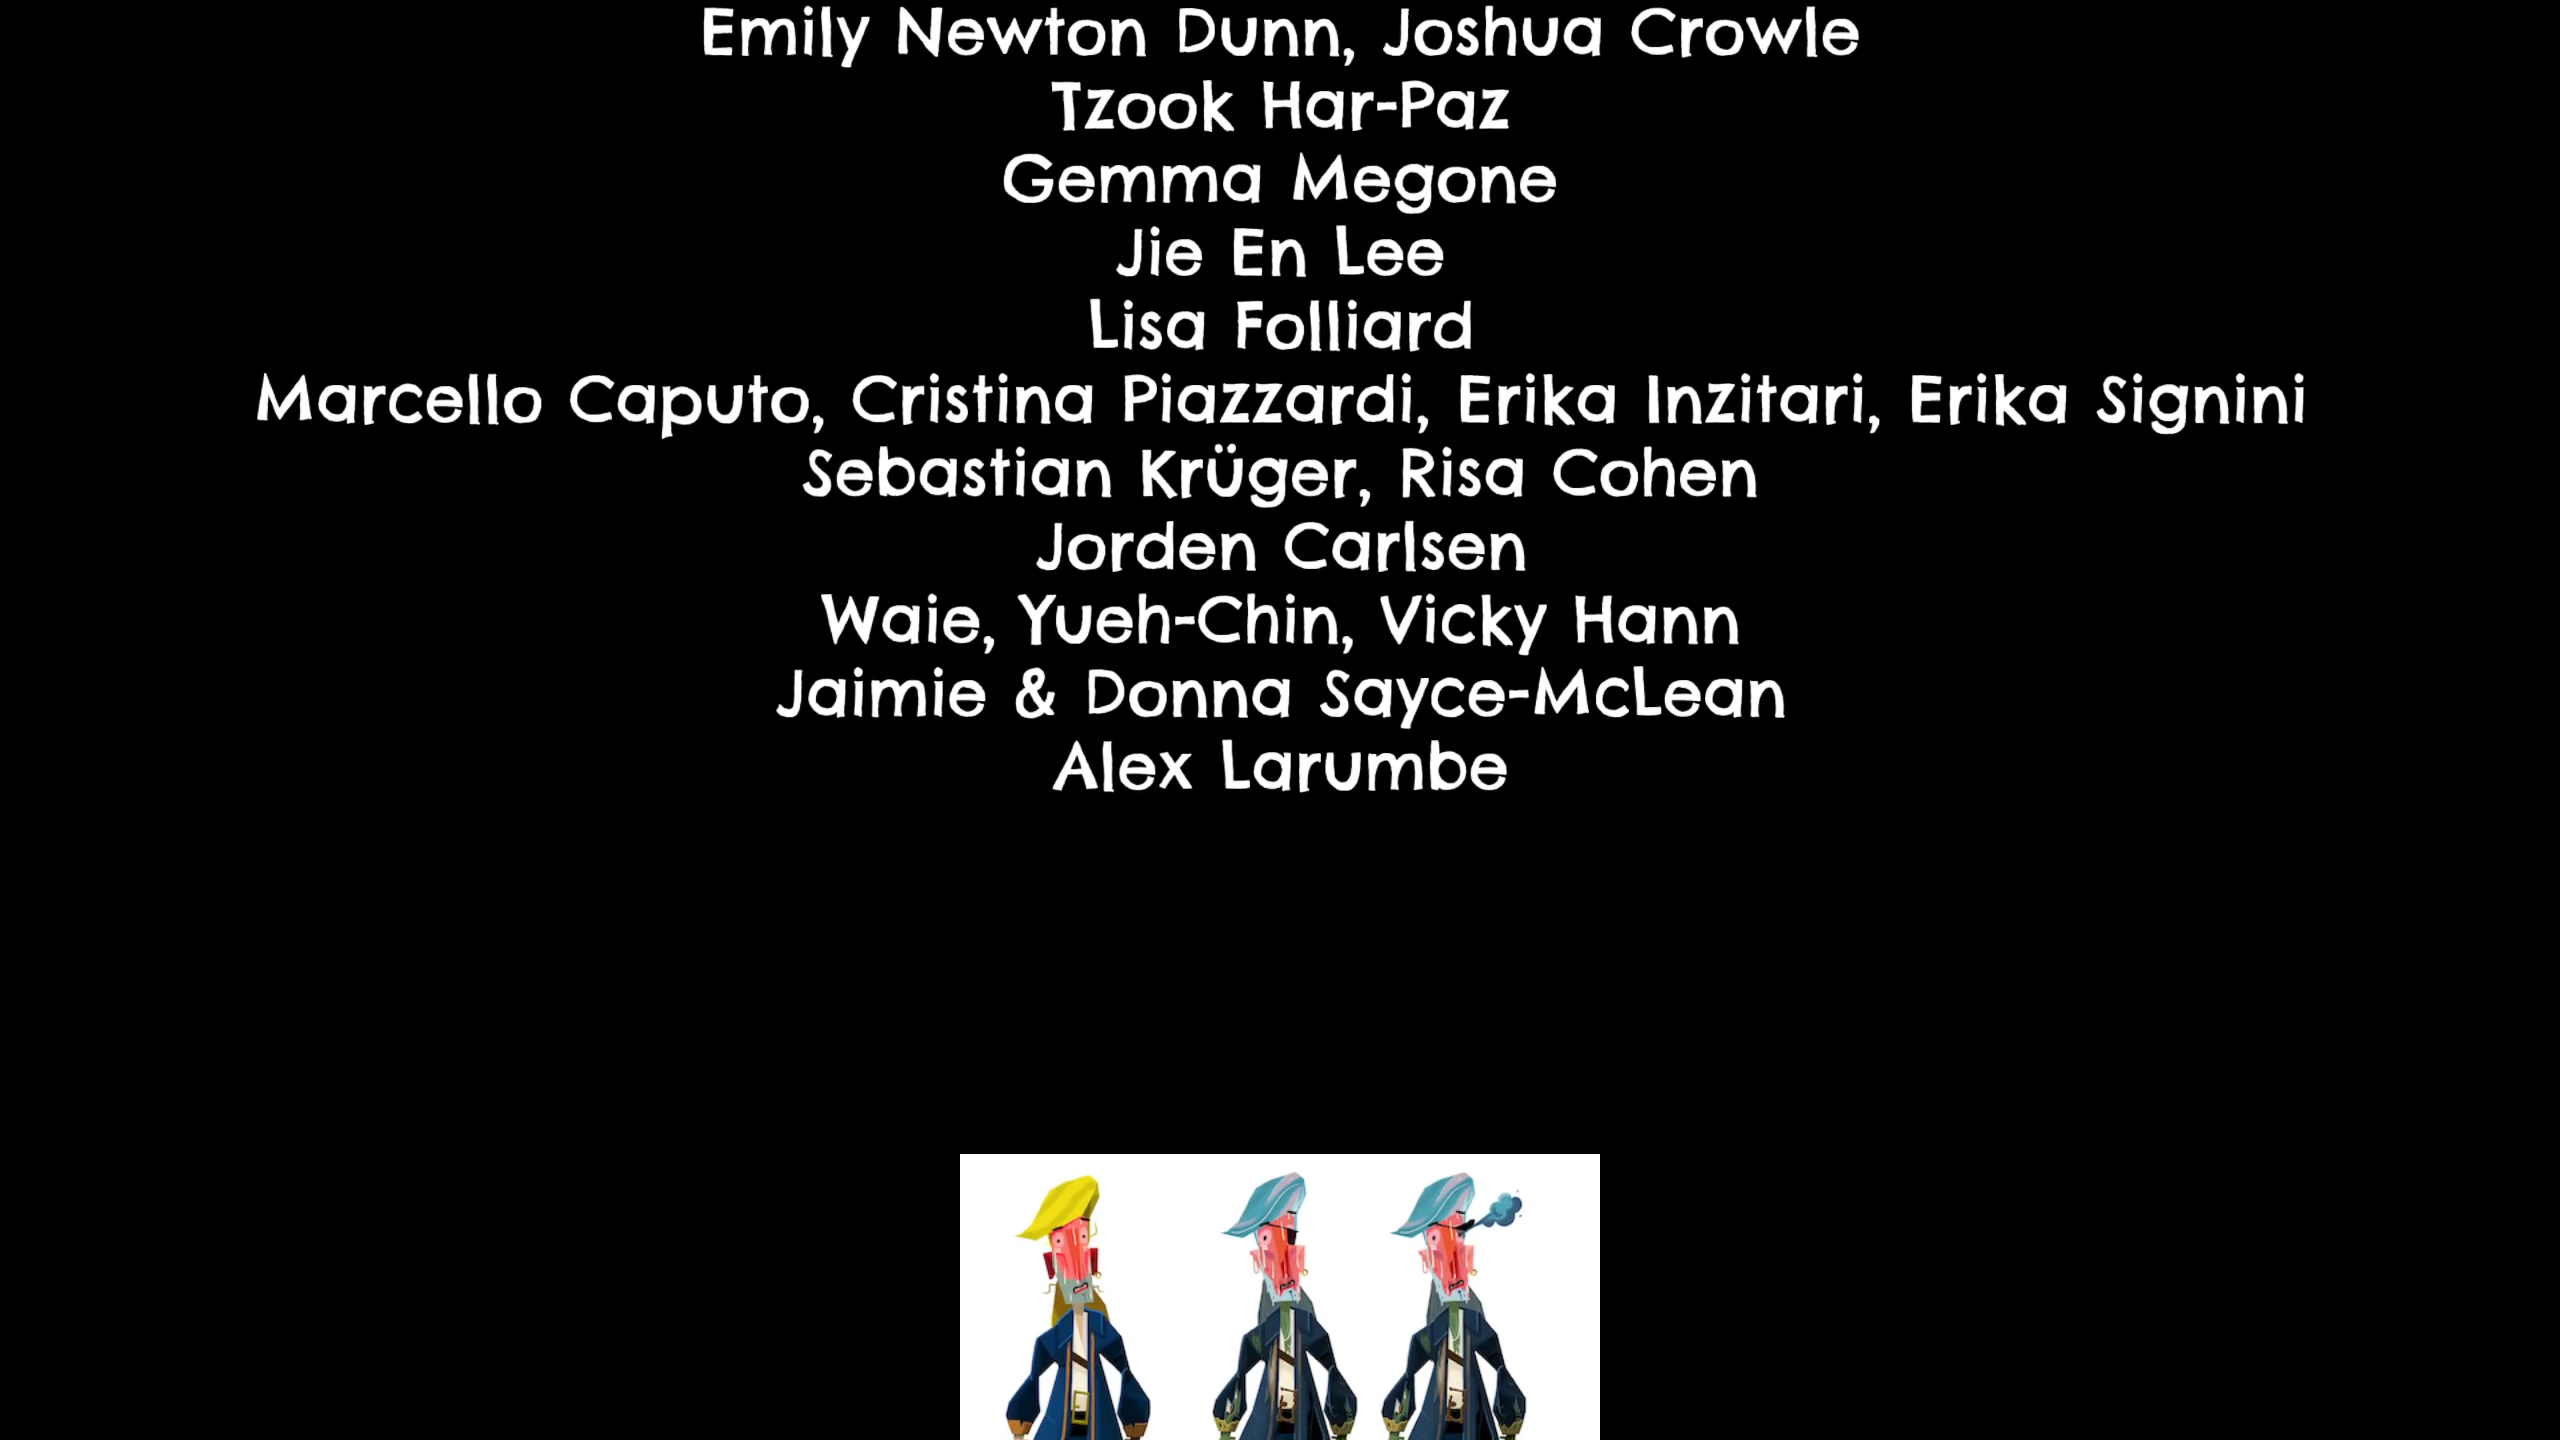 Emily Newton Dunn, Joshua Crowle
Tzook Har-Paz
Gemma Megone
Jie En Lee
Lisa Folliard
Marcello Caputo, Cristina Piazzardi, Erika Inzitari, Erika Signini
Sebastian Krüger, Risa Cohen
Jorden Carlsen
Waie, Yueh-Chin, Vicky Hann
Jaimie & Donna Sayce-McLean
Alex Larumbe